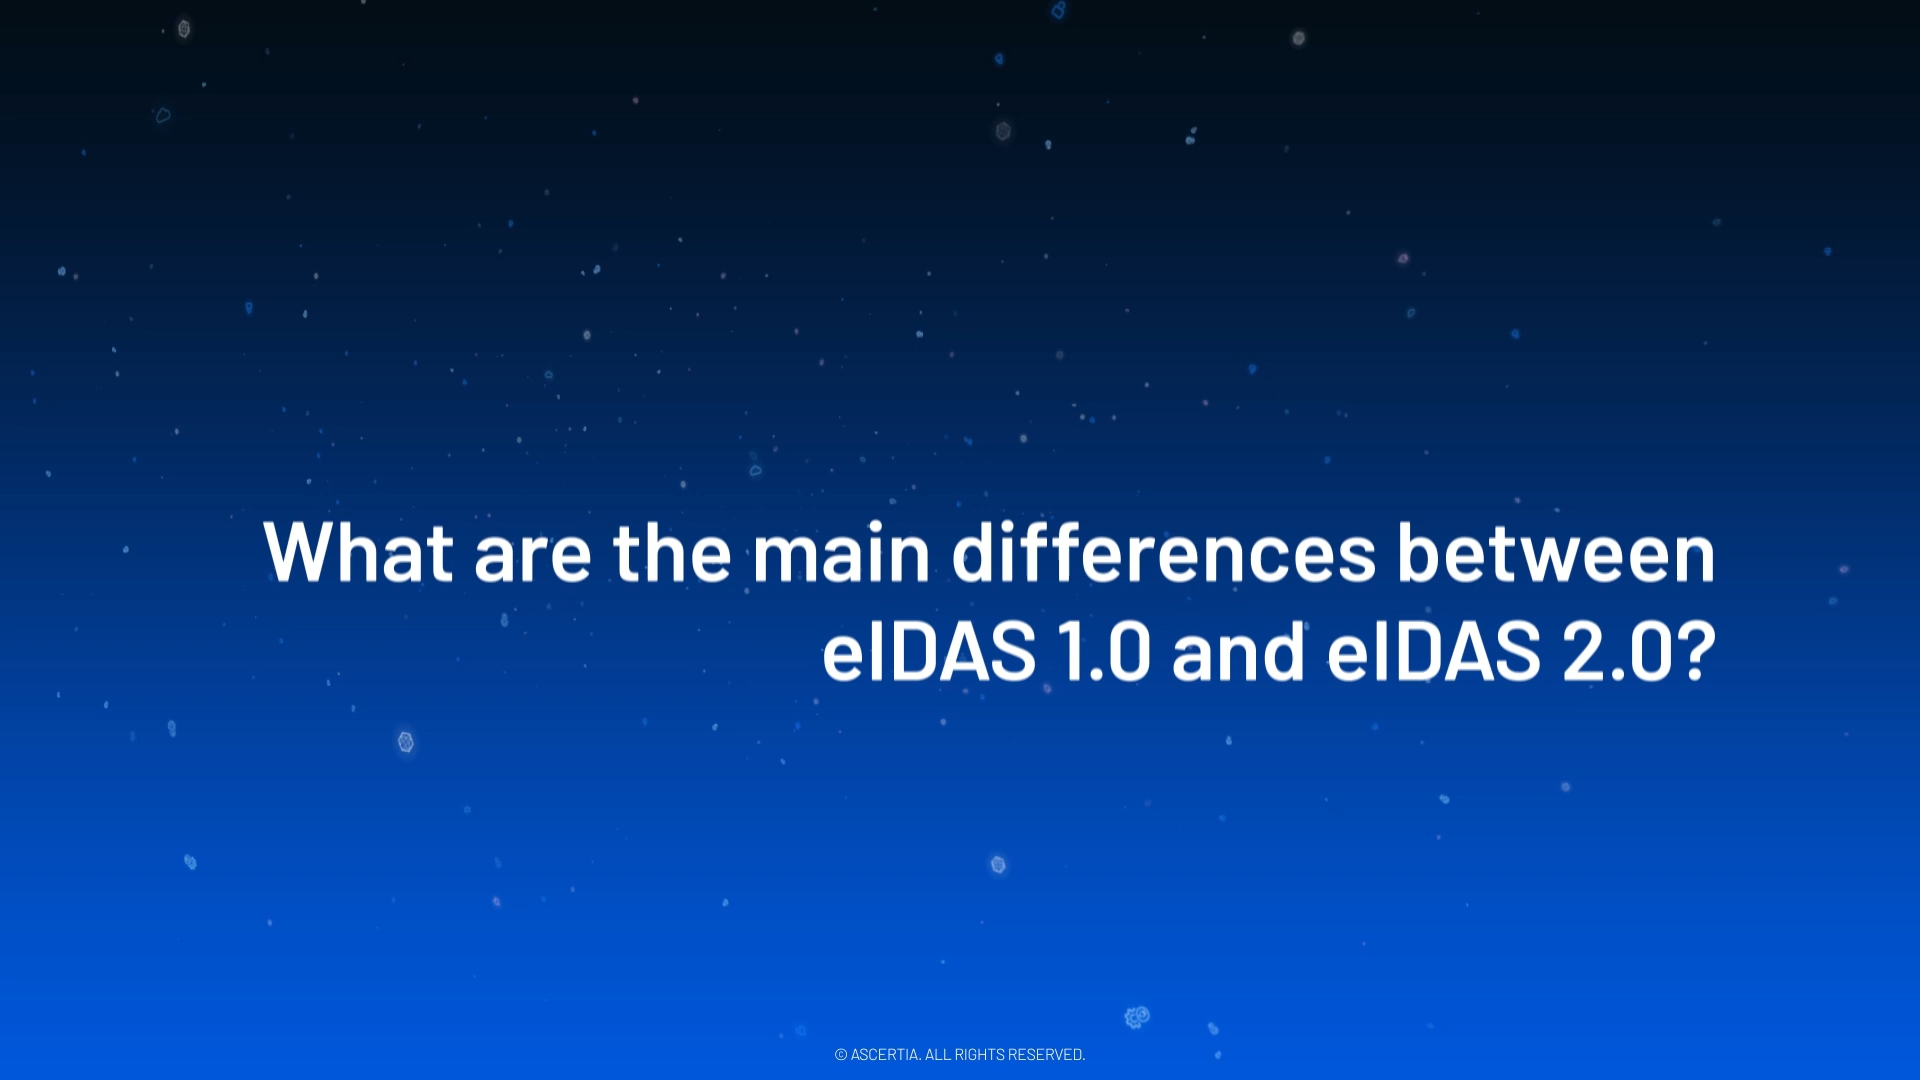 What are the main differences between
eIDAS 1.0 and eIDAS 2.0?
© ASCERTIA. ALL RIGHTS RESERVED.